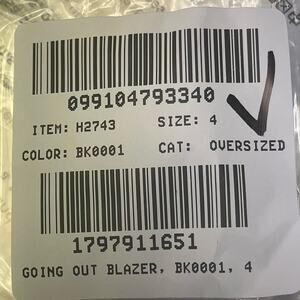 099104793340
ITEM: H2743 SIZE: 4
COLOR: BK0001 CAT: OVERSIZED
1797911651
GOING OUT BLAZER, BK0001, 4